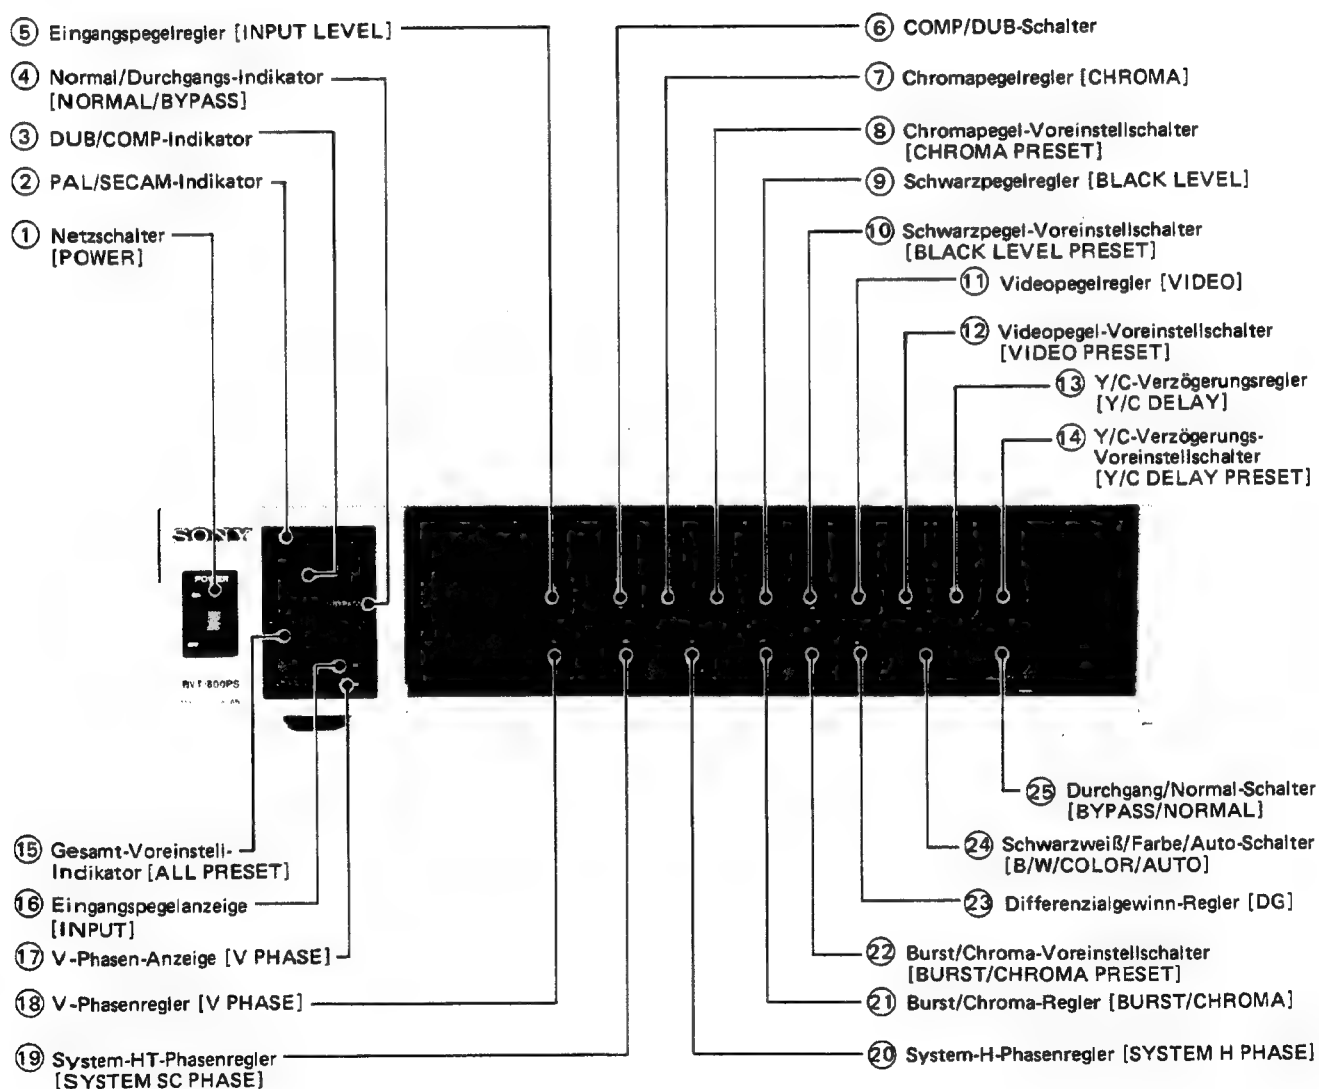 ⑤ Eingangspegelregler [INPUT LEVEL]
④ Normal/Durchgangs-Indikator
[NORMAL/BYPASS]
③ DUB/COMP-Indikator
② PAL/SECAM-Indikator
① Netzschalter
[POWER]
⑥ COMP/DUB-Schalter
⑦ Chromapegelregler [CHROMA]
⑧ Chromapegel-Voreinstellschalter
[CHROMA PRESET]
⑨ Schwarzpegelregler [BLACK LEVEL]
⑩ Schwarzpegel-Voreinstellschalter
[BLACK LEVEL PRESET]
⑪ Videopegelregler [VIDEO]
⑫ Videopegel-Voreinstellschalter
[VIDEO PRESET]
⑬ Y/C-Verzögerungsregler
[Y/C DELAY]
⑭ Y/C-Verzögerungs-
Voreinstellschalter
[Y/C DELAY PRESET]
SONY
POWER
BVT-800PS
⑮ Gesamt-Voreinstell-
Indikator [ALL PRESET]
⑯ Eingangspegelanzeige
[INPUT]
⑰ V-Phasen-Anzeige [V PHASE]
⑱ V-Phasenregler [V PHASE]
⑲ System-HT-Phasenregler
[SYSTEM SC PHASE]
㉕ Durchgang/Normal-Schalter
[BYPASS/NORMAL]
㉔ Schwarzweiß/Farbe/Auto-Schalter
[B/W/COLOR/AUTO]
㉓ Differenzialgewinn-Regler [DG]
㉒ Burst/Chroma-Voreinstellschalter
[BURST/CHROMA PRESET]
㉑ Burst/Chroma-Regler [BURST/CHROMA]
⑳ System-H-Phasenregler [SYSTEM H PHASE]